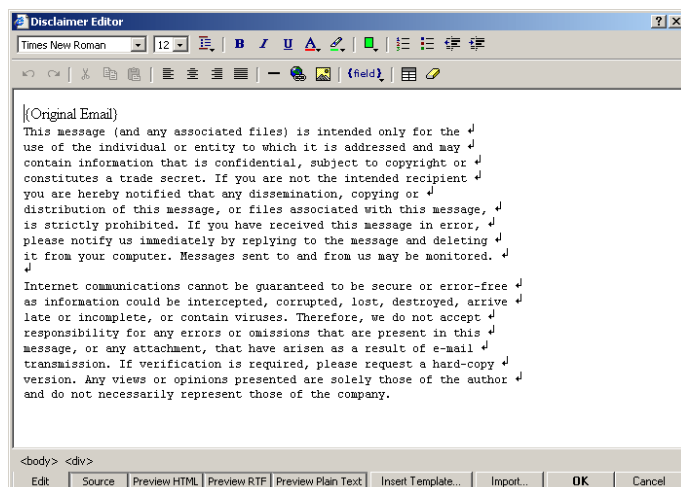 Disclaimer Editor
Times New Roman 12 B I U A
{field}
{Original Email}
This message (and any associated files) is intended only for the ↲
use of the individual or entity to which it is addressed and may ↲
contain information that is confidential, subject to copyright or ↲
constitutes a trade secret. If you are not the intended recipient ↲
you are hereby notified that any dissemination, copying or ↲
distribution of this message, or files associated with this message, ↲
is strictly prohibited. If you have received this message in error, ↲
please notify us immediately by replying to the message and deleting ↲
it from your computer. Messages sent to and from us may be monitored. ↲
↲
Internet communications cannot be guaranteed to be secure or error-free ↲
as information could be intercepted, corrupted, lost, destroyed, arrive ↲
late or incomplete, or contain viruses. Therefore, we do not accept ↲
responsibility for any errors or omissions that are present in this ↲
message, or any attachment, that have arisen as a result of e-mail ↲
transmission. If verification is required, please request a hard-copy ↲
version. Any views or opinions presented are solely those of the author ↲
and do not necessarily represent those of the company.
<body> <div>
Edit Source Preview HTML Preview RTF Preview Plain Text Insert Template... Import... OK Cancel